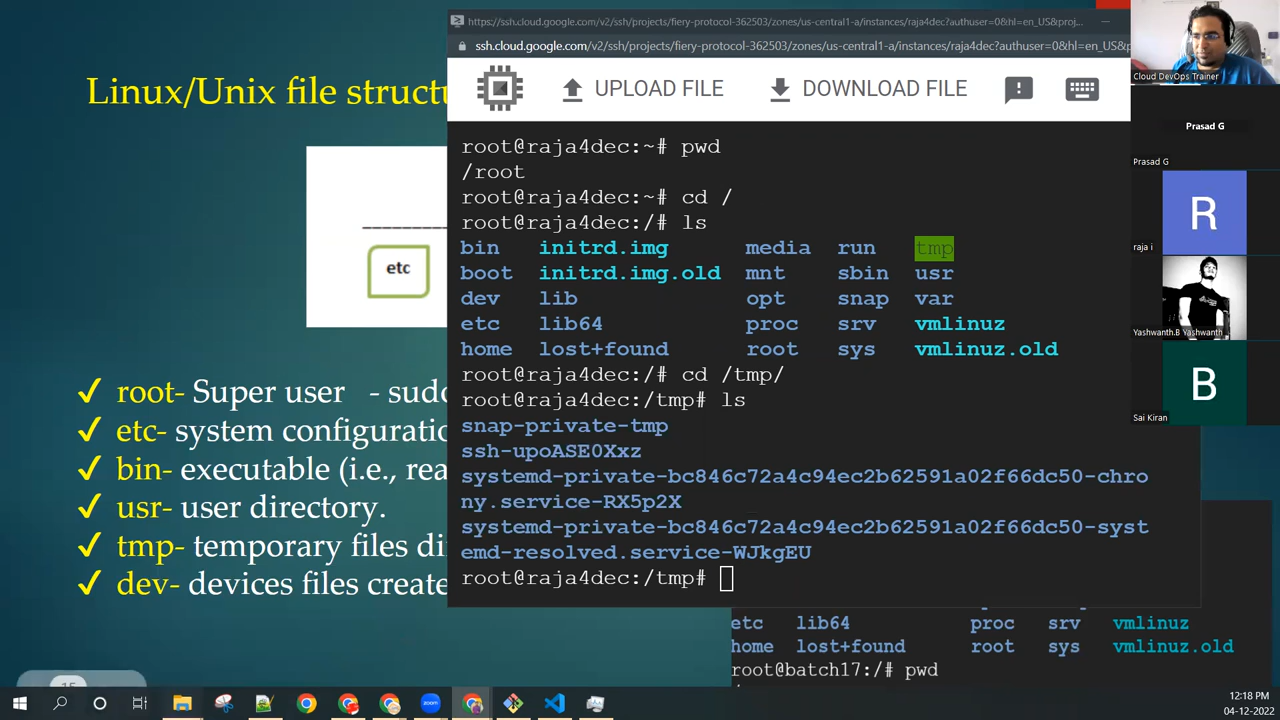 Linux/Unix file structu
etc
✓ root- Super user - sudo
✓ etc- system configuratio
✓ bin- executable (i.e., rea
✓ usr- user directory.
✓ tmp- temporary files di
✓ dev- devices files create
15
https://ssh.cloud.google.com/v2/ssh/projects/fiery-protocol-362503/zones/us-central1-a/instances/raja4dec?authuser=0&hl=en_US&proj...
ssh.cloud.google.com/v2/ssh/projects/fiery-protocol-362503/zones/us-central1-a/instances/raja4dec?authuser=0&hl=en_US&p
UPLOAD FILE DOWNLOAD FILE
root@raja4dec:~# pwd
/root
root@raja4dec:~# cd /
root@raja4dec:/# ls
bin initrd.img media run tmp
boot initrd.img.old mnt sbin usr
dev lib opt snap var
etc lib64 proc srv vmlinuz
home lost+found root sys vmlinuz.old
root@raja4dec:/# cd /tmp/
root@raja4dec:/tmp# ls
snap-private-tmp
ssh-upoASE0Xxz
systemd-private-bc846c72a4c94ec2b62591a02f66dc50-chro
ny.service-RX5p2X
systemd-private-bc846c72a4c94ec2b62591a02f66dc50-syst
emd-resolved.service-WJkgEU
root@raja4dec:/tmp#
etc lib64 proc srv vmlinuz
home lost+found root sys vmlinuz.old
root@batch17:/# pwd
Cloud DevOps Trainer
Prasad G
Prasad G
R
raja i
Yashwanth.B Yashwanth
B
Sai Kiran
12:18 PM
04-12-2022